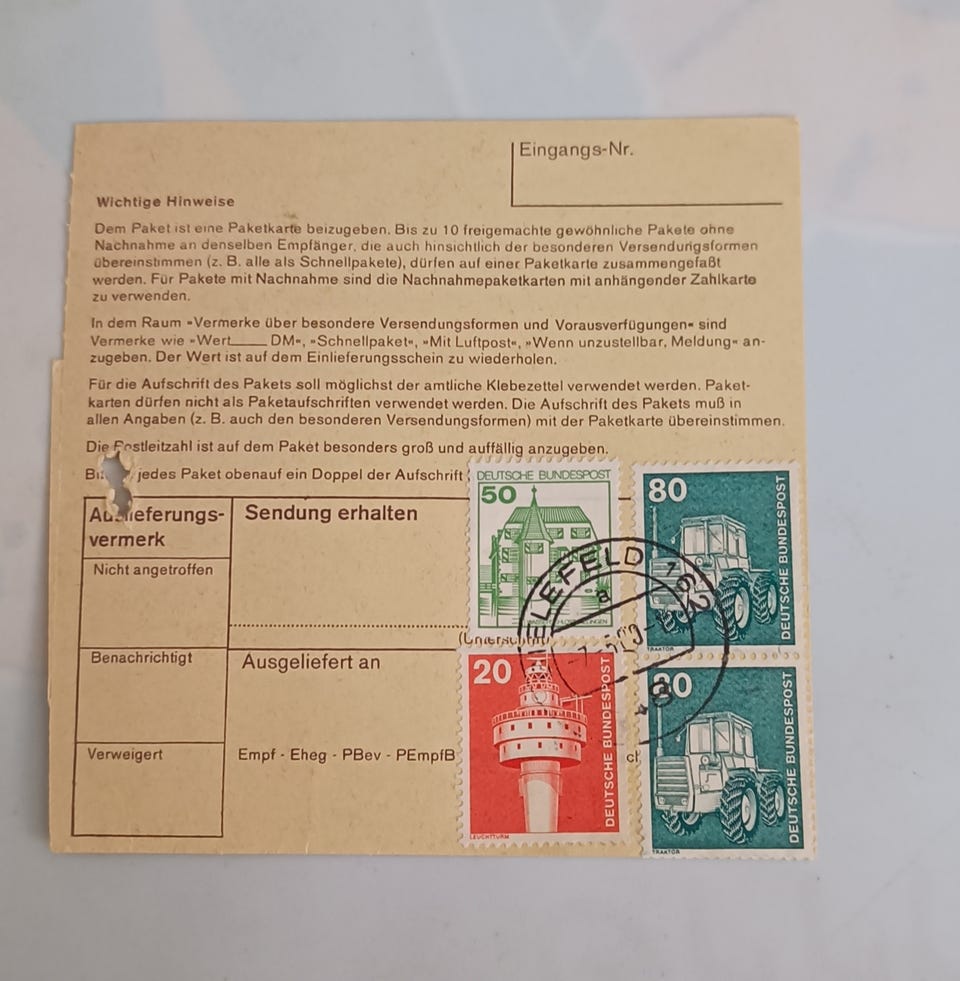 Eingangs-Nr.
Wichtige Hinweise
Dem Paket ist eine Paketkarte beizugeben. Bis zu 10 freigemachte gewöhnliche Pakete ohne
Nachnahme an denselben Empfänger, die auch hinsichtlich der besonderen Versendungsformen
übereinstimmen (z. B. alle als Schnellpakete), dürfen auf einer Paketkarte zusammengefaßt
werden. Für Pakete mit Nachnahme sind die Nachnahmepaketkarten mit anhängender Zahlkarte
zu verwenden.
In dem Raum »Vermerke über besondere Versendungsformen und Vorausverfügungen« sind
Vermerke wie »Wert____ DM«, »Schnellpaket«, »Mit Luftpost«, »Wenn unzustellbar, Meldung« an-
zugeben. Der Wert ist auf dem Einlieferungsschein zu wiederholen.
Für die Aufschrift des Pakets soll möglichst der amtliche Klebezettel verwendet werden. Paket-
karten dürfen nicht als Paketaufschriften verwendet werden. Die Aufschrift des Pakets muß in
allen Angaben (z. B. auch den besonderen Versendungsformen) mit der Paketkarte übereinstimmen.
Die Postleitzahl ist auf dem Paket besonders groß und auffällig anzugeben.
jedes Paket obenauf ein Doppel der Aufschrift
Auslieferungs-
vermerk
Sendung erhalten
Nicht angetroffen
Benachrichtigt
Ausgeliefert an
Verweigert
Empf - Eheg - PBev - PEmpfB
DEUTSCHE BUNDESPOST
50
80
DEUTSCHE BUNDESPOST
TRAKTOR
BIELEFELD 162
a
20
DEUTSCHE BUNDESPOST
LEUCHTTURM
80
DEUTSCHE BUNDESPOST
TRAKTOR